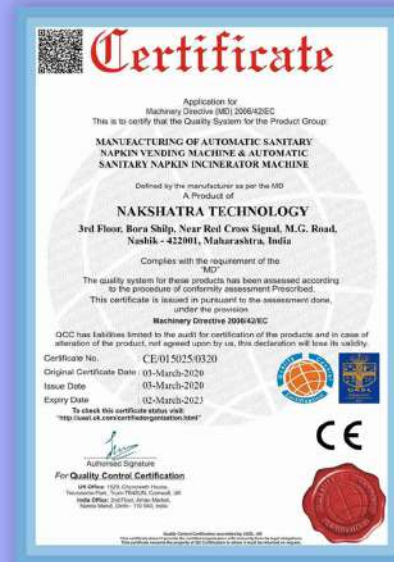 Certificate
Application for
Machinery Directive (MD) 2006/42/EC
This is to certify that the Quality System for the Product Group:
MANUFACTURING OF AUTOMATIC SANITARY
NAPKIN VENDING MACHINE & AUTOMATIC
SANITARY NAPKIN INCINERATOR MACHINE
Defined by the manufacturer as per the MD
A Product of
NAKSHATRA TECHNOLOGY
3rd Floor, Bora Shilp, Near Red Cross Signal, M.G. Road,
Nashik - 422001, Maharashtra, India
Complies with the requirement of the
"MD"
The quality system for these products has been assessed according
to the procedure of conformity assessment Prescribed.
This certificate is issued in pursuant to the assessment done,
under the provision
Machinery Directive 2006/42/EC
QCC has liabilities limited to the audit for certification of the products and in case of
alteration of the product, not agreed upon by us, this declaration will lose its validity.
Certificate No. CE/015025/0320
Original Certificate Date : 03-March-2020
Issue Date 03-March-2020
Expiry Date 02-March-2023
To check this certificate status visit:
CE
Authorised Signature
For Quality Control Certification